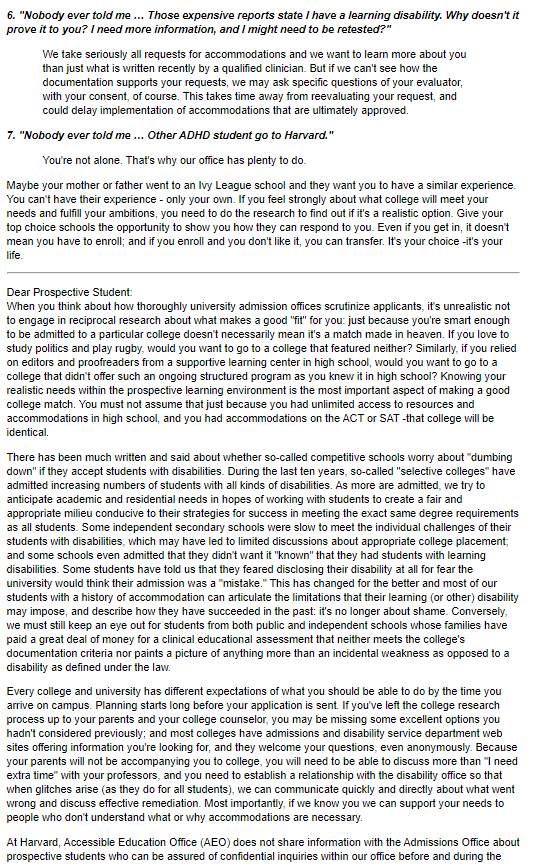 6. "Nobody ever told me ... Those expensive reports state I have a learning disability. Why doesn't it
prove it to you? I need more information, and I might need to be retested?"
We take seriously all requests for accommodations and we want to learn more about you
than just what is written recently by a qualified clinician. But if we can't see how the
documentation supports your requests, we may ask specific questions of your evaluator,
with your consent, of course. This takes time away from reevaluating your request, and
could delay implementation of accommodations that are ultimately approved.
7. "Nobody ever told me ... Other ADHD student go to Harvard."
You're not alone. That's why our office has plenty to do.
Maybe your mother or father went to an Ivy League school and they want you to have a similar experience.
You can't have their experience - only your own. If you feel strongly about what college will meet your
needs and fulfill your ambitions, you need to do the research to find out if it's a realistic option. Give your
top choice schools the opportunity to show you how they can respond to you. Even if you get in, it doesn't
mean you have to enroll; and if you enroll and you don't like it, you can transfer. It's your choice -it's your
life.
Dear Prospective Student:
When you think about how thoroughly university admission offices scrutinize applicants, it's unrealistic not
to engage in reciprocal research about what makes a good "fit" for you: just because you're smart enough
to be admitted to a particular college doesn't necessarily mean it's a match made in heaven. If you love to
study politics and play rugby, would you want to go to a college that featured neither? Similarly, if you relied
on editors and proofreaders from a supportive learning center in high school, would you want to go to a
college that didn't offer such an ongoing structured program as you knew it in high school? Knowing your
realistic needs within the prospective learning environment is the most important aspect of making a good
college match. You must not assume that just because you had unlimited access to resources and
accommodations in high school, and you had accommodations on the ACT or SAT -that college will be
identical.
There has been much written and said about whether so-called competitive schools worry about "dumbing
down" if they accept students with disabilities. During the last ten years, so-called "selective colleges" have
admitted increasing numbers of students with all kinds of disabilities. As more are admitted, we try to
anticipate academic and residential needs in hopes of working with students to create a fair and
appropriate milieu conducive to their strategies for success in meeting the exact same degree requirements
as all students. Some independent secondary schools were slow to meet the individual challenges of their
students with disabilities, which may have led to limited discussions about appropriate college placement;
and some schools even admitted that they didn't want it "known" that they had students with learning
disabilities. Some students have told us that they feared disclosing their disability at all for fear the
university would think their admission was a "mistake." This has changed for the better and most of our
students with a history of accommodation can articulate the limitations that their learning (or other) disability
may impose, and describe how they have succeeded in the past: it's no longer about shame. Conversely,
we must still keep an eye out for students from both public and independent schools whose families have
paid a great deal of money for a clinical educational assessment that neither meets the college's
documentation criteria nor paints a picture of anything more than an incidental weakness as opposed to a
disability as defined under the law.
Every college and university has different expectations of what you should be able to do by the time you
arrive on campus. Planning starts long before your application is sent. If you've left the college research
process up to your parents and your college counselor, you may be missing some excellent options you
hadn't considered previously; and most colleges have admissions and disability service department web
sites offering information you're looking for, and they welcome your questions, even anonymously. Because
your parents will not be accompanying you to college, you will need to be able to discuss more than "I need
extra time" with your professors, and you need to establish a relationship with the disability office so that
when glitches arise (as they do for all students), we can communicate quickly and directly about what went
wrong and discuss effective remediation. Most importantly, if we know you we can support your needs to
people who don't understand what or why accommodations are necessary.
At Harvard, Accessible Education Office (AEO) does not share information with the Admissions Office about
prospective students who can be assured of confidential inquiries within our office before and during the